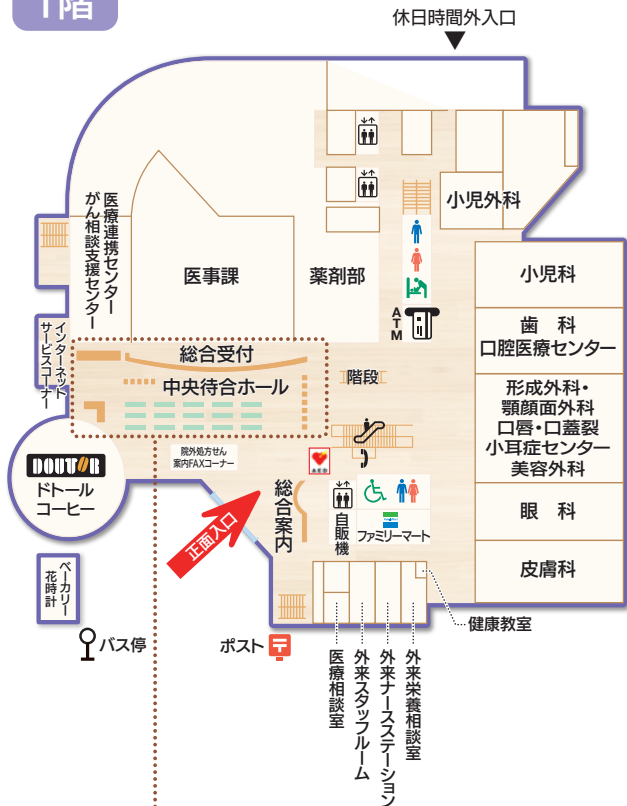 1階
休日時間外入口
小児外科
医療連携センター
がん相談支援センター
医事課
薬剤部
小児科
ATM
歯 科
口腔医療センター
インターネット
サービスコーナー
総合受付
中央待合ホール
階段
形成外科・
顎顔面外科
口唇・口蓋裂
小耳症センター
美容外科
院外処方せん
案内FAXコーナー
AED
DOUTOR
ドトール
コーヒー
正面入口
総合案内
自販機
ファミリーマート
眼 科
皮膚科
ベーカリー
花時計
健康教室
バス停
ポスト
医療相談室
外来スタッフルーム
外来ナースステーション
外来栄養相談室